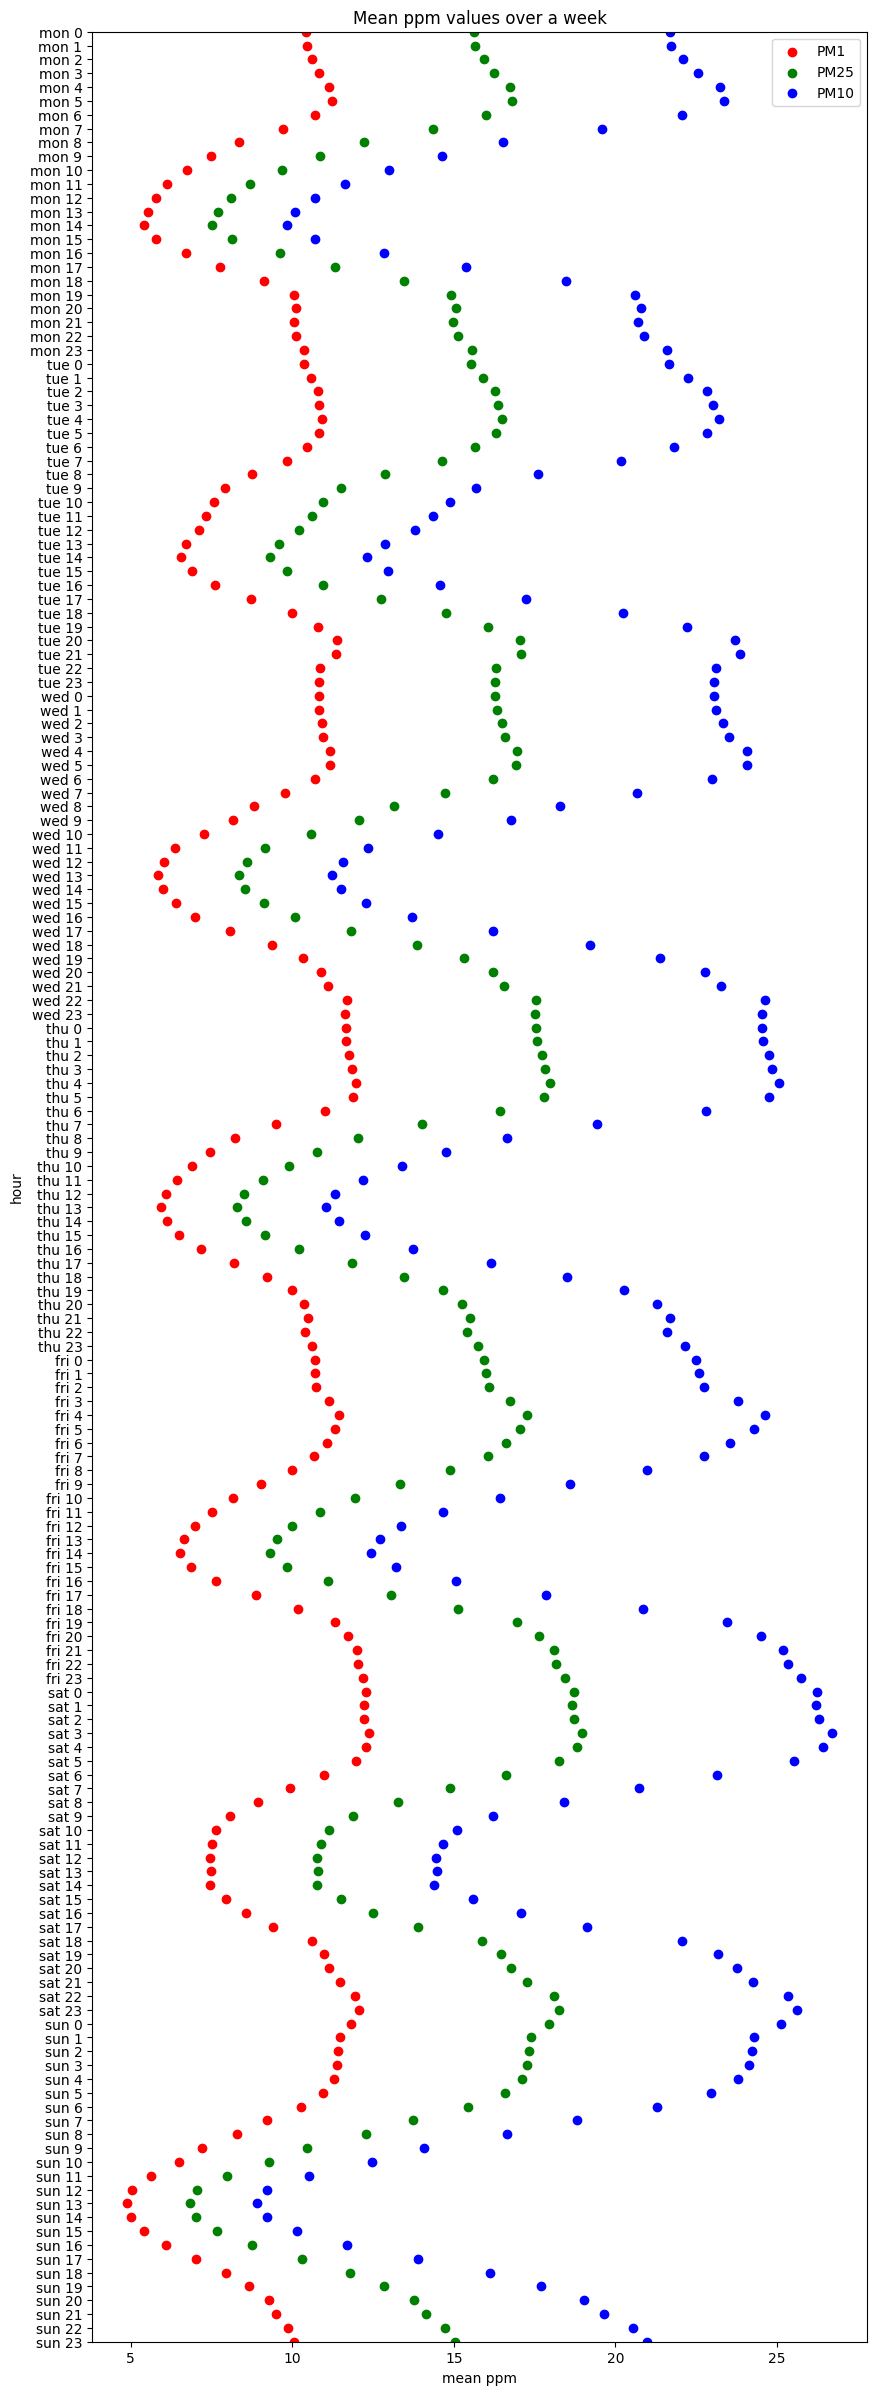 Mean ppm values over a week
PM1
PM25
PM10
mon 0
mon 1
mon 2
mon 3
mon 4
mon 5
mon 6
mon 7
mon 8
mon 9
mon 10
mon 11
mon 12
mon 13
mon 14
mon 15
mon 16
mon 17
mon 18
mon 19
mon 20
mon 21
mon 22
mon 23
tue 0
tue 1
tue 2
tue 3
tue 4
tue 5
tue 6
tue 7
tue 8
tue 9
tue 10
tue 11
tue 12
tue 13
tue 14
tue 15
tue 16
tue 17
tue 18
tue 19
tue 20
tue 21
tue 22
tue 23
wed 0
wed 1
wed 2
wed 3
wed 4
wed 5
wed 6
wed 7
wed 8
wed 9
wed 10
wed 11
wed 12
wed 13
wed 14
wed 15
wed 16
wed 17
wed 18
wed 19
wed 20
wed 21
wed 22
wed 23
thu 0
thu 1
thu 2
thu 3
thu 4
thu 5
thu 6
thu 7
thu 8
thu 9
thu 10
thu 11
thu 12
thu 13
thu 14
thu 15
thu 16
thu 17
thu 18
thu 19
thu 20
thu 21
thu 22
thu 23
fri 0
fri 1
fri 2
fri 3
fri 4
fri 5
fri 6
fri 7
fri 8
fri 9
fri 10
fri 11
fri 12
fri 13
fri 14
fri 15
fri 16
fri 17
fri 18
fri 19
fri 20
fri 21
fri 22
fri 23
sat 0
sat 1
sat 2
sat 3
sat 4
sat 5
sat 6
sat 7
sat 8
sat 9
sat 10
sat 11
sat 12
sat 13
sat 14
sat 15
sat 16
sat 17
sat 18
sat 19
sat 20
sat 21
sat 22
sat 23
sun 0
sun 1
sun 2
sun 3
sun 4
sun 5
sun 6
sun 7
sun 8
sun 9
sun 10
sun 11
sun 12
sun 13
sun 14
sun 15
sun 16
sun 17
sun 18
sun 19
sun 20
sun 21
sun 22
sun 23
hour
5 10 15 20 25
mean ppm